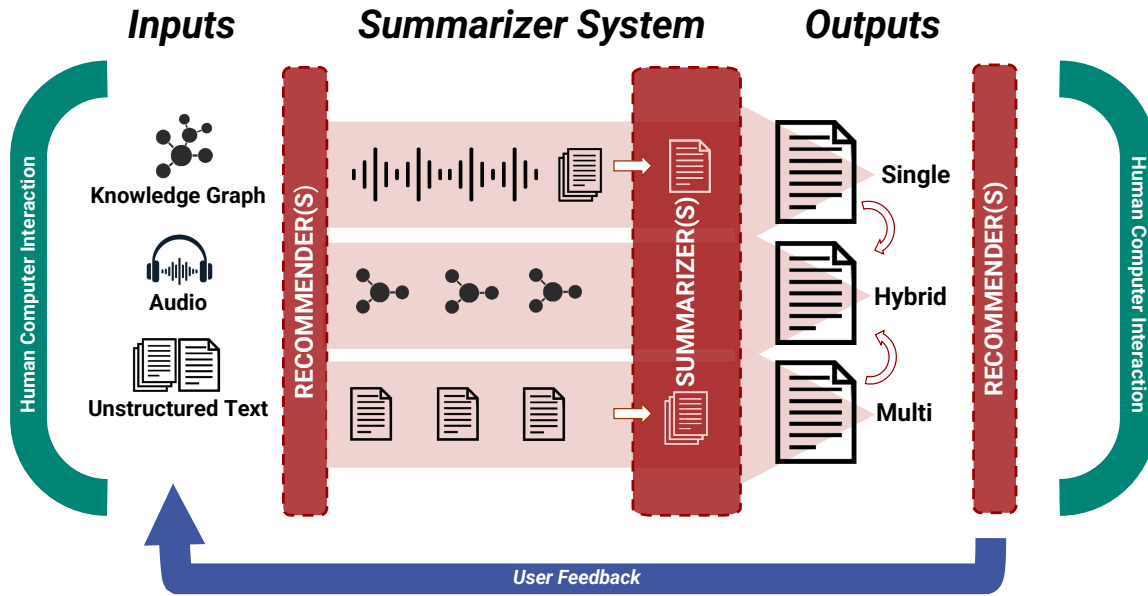 Inputs
Summarizer System
Outputs
Human Computer Interaction
Knowledge Graph
Audio
Unstructured Text
RECOMMENDER(S)
SUMMARIZER(S)
Single
Hybrid
Multi
RECOMMENDER(S)
Human Computer Interaction
User Feedback